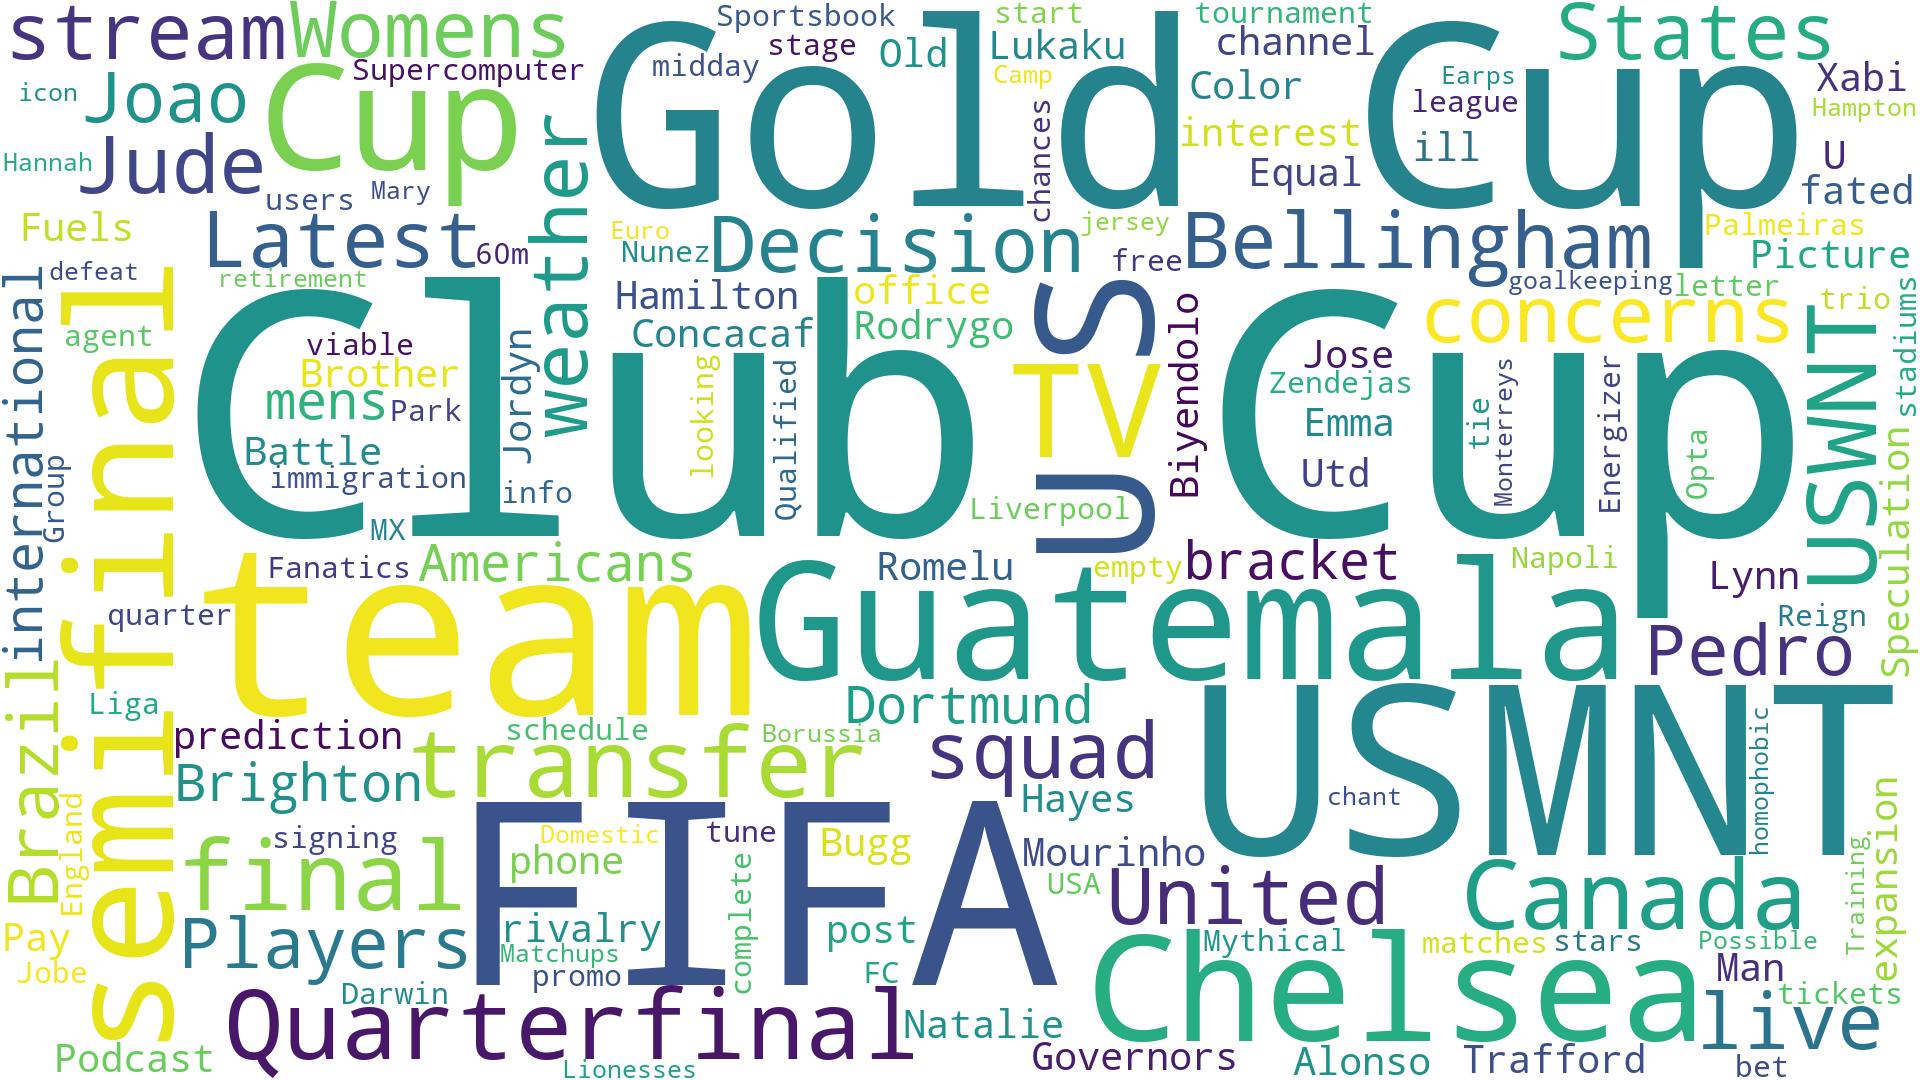 stream
Womens
Sportsbook
start
tournament
States
Supercomputer
stage
Old
Lukaku
channel
midday
Camp
Color
Earps
league
Xabi
Hampton
icon
Joao
Cup
Gold
Cup
chances
interest
ill
U
Hannah
Jude
users
Mary
weather
Equal
fated
Fuels
Latest
60m
Euro
Nunez
Decision
jersey
free
Bellingham
Palmeiras
Picture
defeat
retirement
Hamilton
office
goalkeeping
letter
international
semifinal
agent
Club
Concacaf
Rodrygo
US
TV
Biyendolo
Cup
concerns
trio
stadiums
viable
Brother
mens
Park
Jordyn
looking
Qualified
Jose
Zendejas
Emma
tie
Monterreys
Energizer
Opta
USWNT
Speculation
Battle
immigration
info
Utd
Group
MX
Liverpool
Fanatics
Americans
Romelu
empty
bracket
Napoli
Lynn
quarter
team
Guatemala
Reign
Pedro
Brazil
Liga
Dortmund
USMNT
prediction
schedule
Borussia
squad
homophobic
Brighton
transfer
Hayes
chant
England
signing
final
FIFA
Domestic
tune
Bugg
phone
complete
Mourinho
USA
United
Canada
Training
expansion
Pay
Players
rivalry
post
Matchups
promo
FC
Mythical
matches
stars
Possible
Jobe
Darwin
Chelsea
Man
tickets
Quarterfinal
Natalie
live
Podcast
Lionesses
Governors
Alonso
Trafford
bet